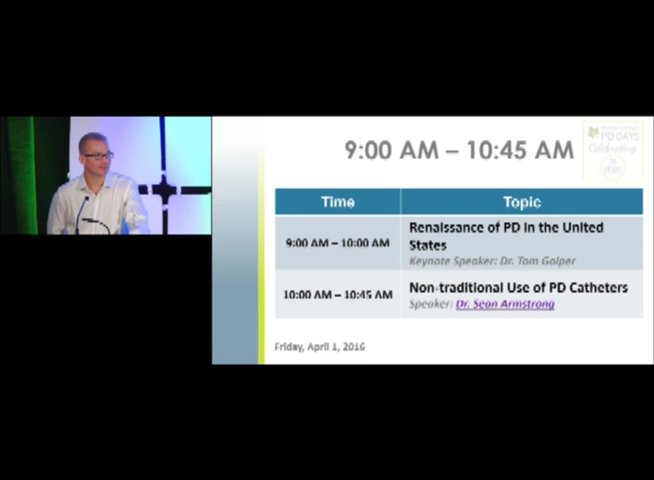 PD DAYS
Celebrating
YEARS
9:00 AM – 10:45 AM
Time
Topic
9:00 AM – 10:00 AM
Renaissance of PD in the United
States
Keynote Speaker: Dr. Tom Golper
10:00 AM – 10:45 AM
Non-traditional Use of PD Catheters
Speaker: Dr. Sean Armstrong
Friday, April 1, 2016